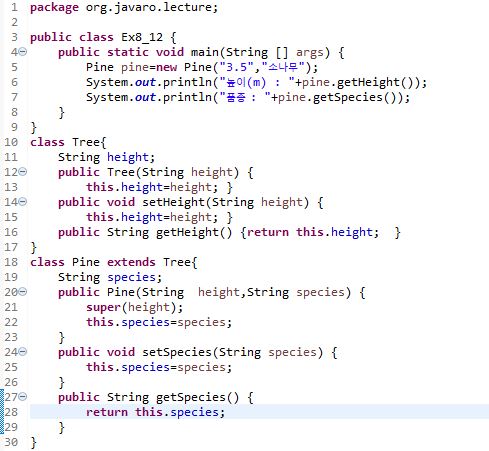 1 package org.javaro.lecture;
2
3 public class Ex8_12 {
4     public static void main(String [] args) {
5         Pine pine=new Pine("3.5","소나무");
6         System.out.println("높이(m) : "+pine.getHeight());
7         System.out.println("품종 : "+pine.getSpecies());
8     }
9 }
10 class Tree{
11     String height;
12     public Tree(String height) {
13         this.height=height; }
14     public void setHeight(String height) {
15         this.height=height; }
16     public String getHeight() {return this.height;  }
17 }
18 class Pine extends Tree{
19     String species;
20     public Pine(String  height,String species) {
21         super(height);
22         this.species=species;
23     }
24     public void setSpecies(String species) {
25         this.species=species;
26     }
27     public String getSpecies() {
28         return this.species;
29     }
30 }